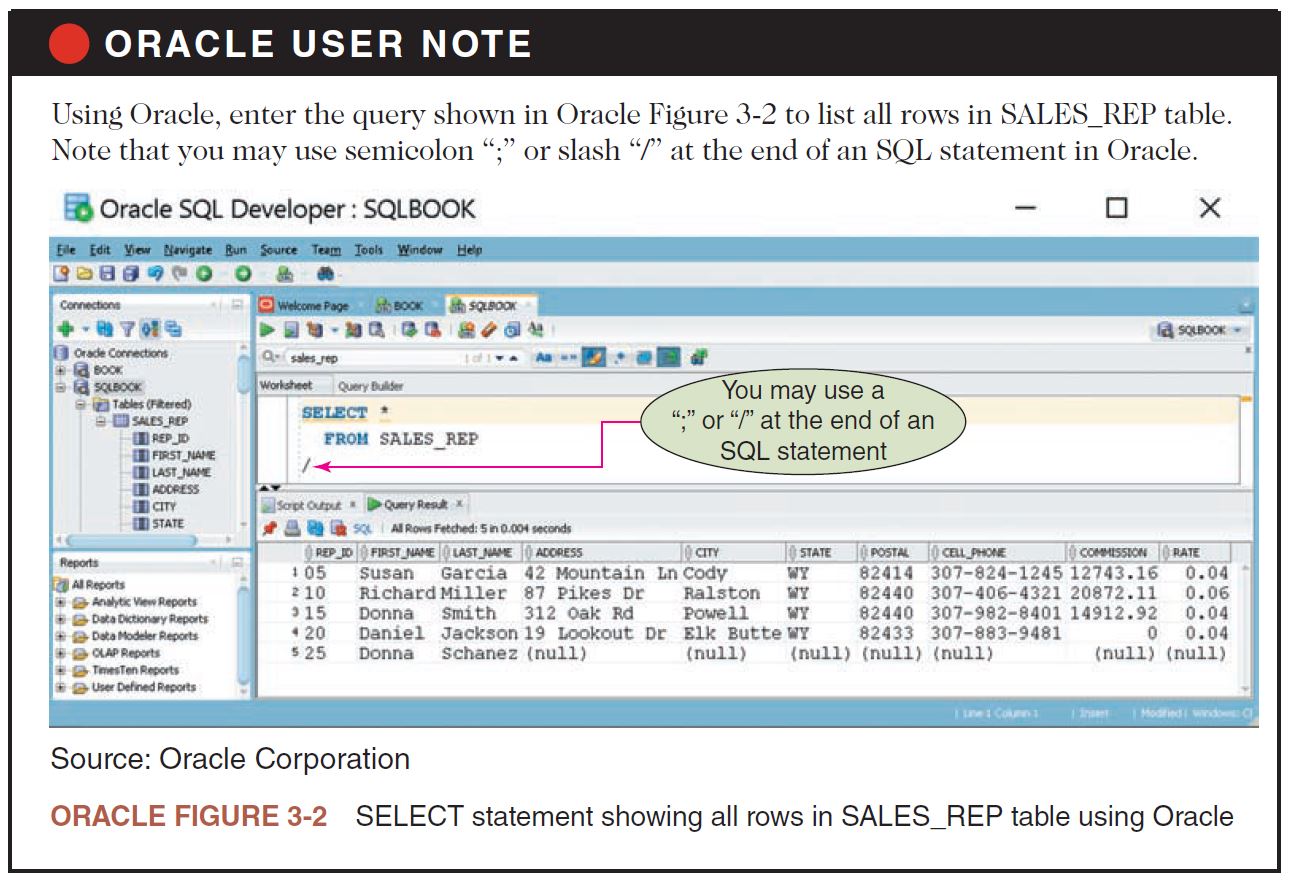 ORACLE USER NOTE
Using Oracle, enter the query shown in Oracle Figure 3-2 to list all rows in SALES_REP table.
Note that you may use semicolon “;” or slash “/” at the end of an SQL statement in Oracle.
Oracle SQL Developer : SQLBOOK
File Edit View Navigate Run Source Team Tools Window Help
Connections
Oracle Connections
BOOK
SQLBOOK
Tables (Filtered)
SALES_REP
REP_ID
FIRST_NAME
LAST_NAME
ADDRESS
CITY
STATE
Reports
All Reports
Analytic View Reports
Data Dictionary Reports
Data Modeler Reports
OLAP Reports
TimesTen Reports
User Defined Reports
Welcome Page BOOK SQLBOOK
SQLBOOK
sales_rep 1 of 1 Aa
Worksheet Query Builder
SELECT *
FROM SALES_REP
/
You may use a
“;” or “/” at the end of an
SQL statement
Script Output x Query Result x
SQL | All Rows Fetched: 5 in 0.004 seconds
REP_ID FIRST_NAME LAST_NAME ADDRESS CITY STATE POSTAL CELL_PHONE COMMISSION RATE
1 05 Susan Garcia 42 Mountain Ln Cody WY 82414 307-824-1245 12743.16 0.04
2 10 Richard Miller 87 Pikes Dr Ralston WY 82440 307-406-4321 20872.11 0.06
3 15 Donna Smith 312 Oak Rd Powell WY 82440 307-982-8401 14912.92 0.04
4 20 Daniel Jackson 19 Lookout Dr Elk Butte WY 82433 307-883-9481 0 0.04
5 25 Donna Schanez (null) (null) (null) (null) (null) (null) (null)
| Line 1 Column 1 | Insert | Modified | Windows: C
Source: Oracle Corporation
ORACLE FIGURE 3-2 SELECT statement showing all rows in SALES_REP table using Oracle